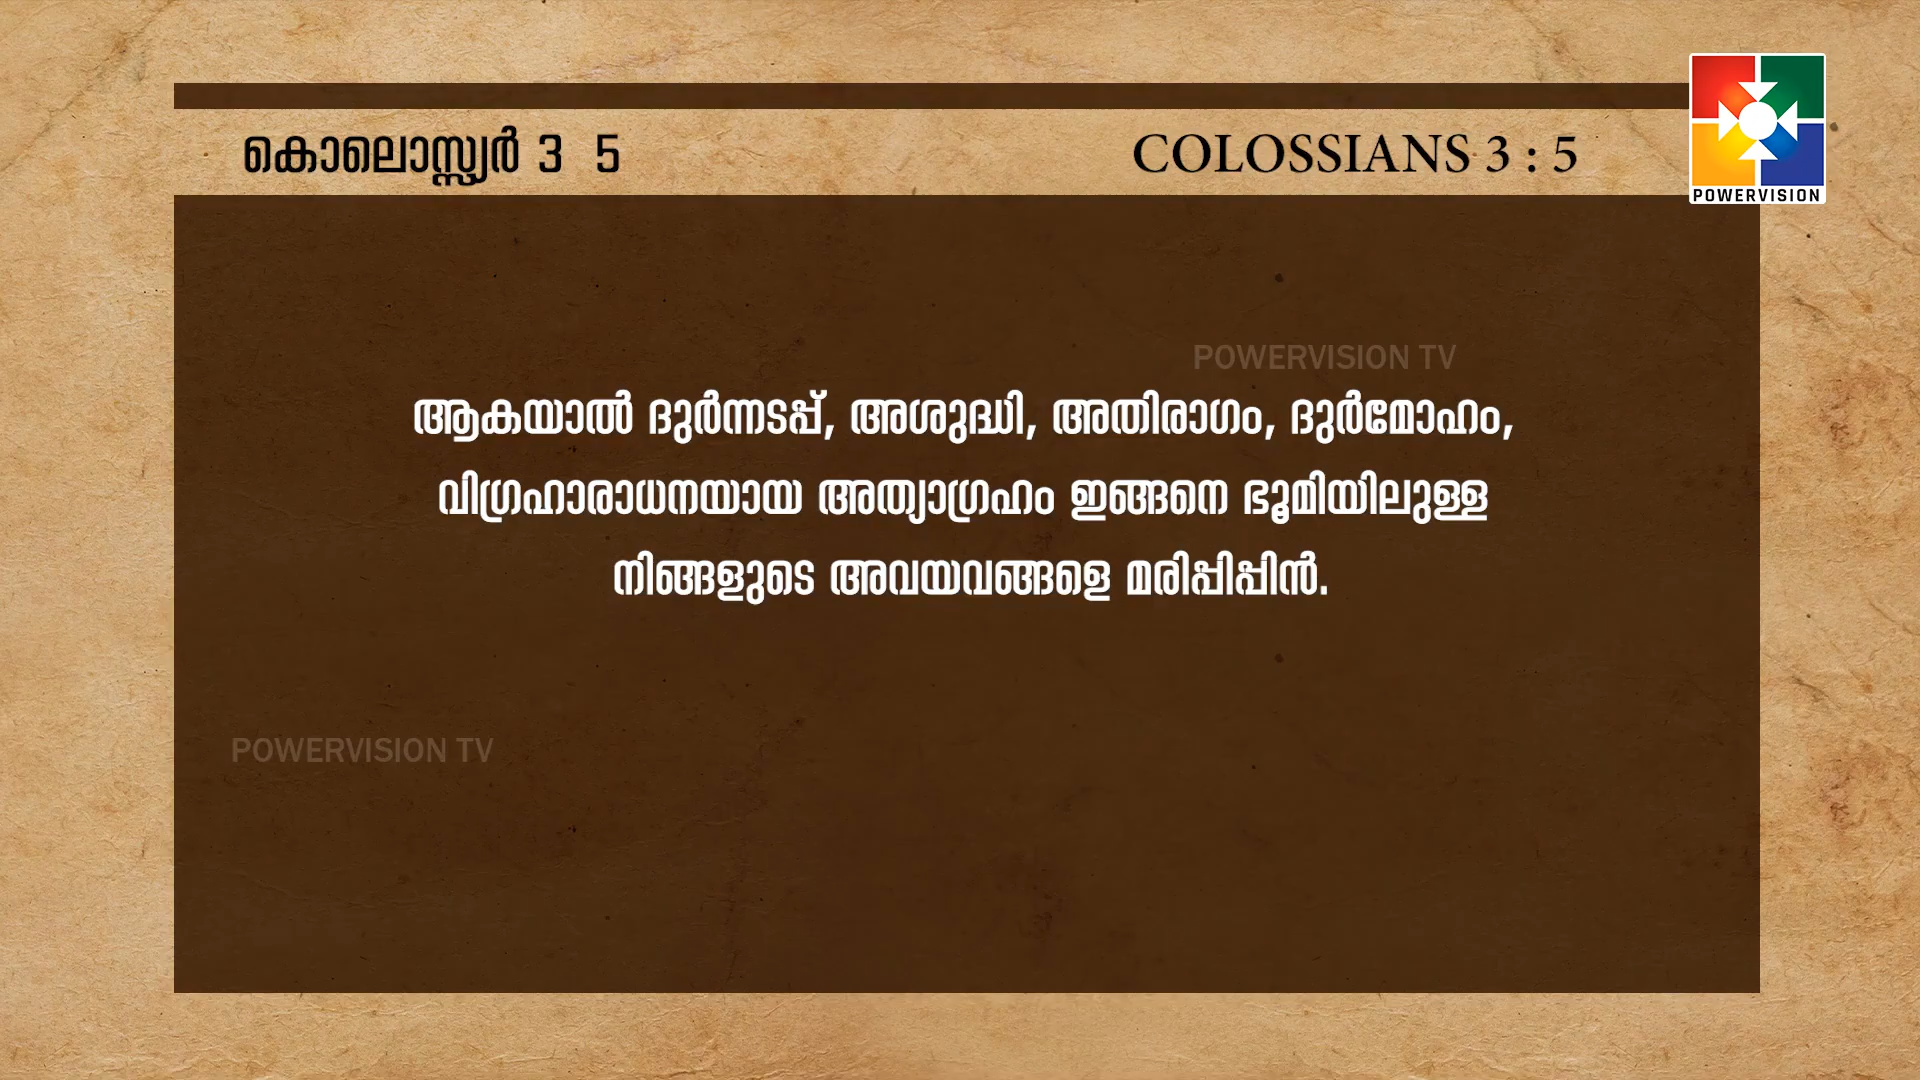 കൊലൊസ്സ്യർ 3 5
COLOSSIANS 3 : 5
POWERVISION
POWERVISION TV
ആകയാൽ ദുർന്നടപ്പ്, അശുദ്ധി, അതിരാഗം, ദുർമോഹം,
വിഗ്രഹാരാധനയായ അത്യാഗ്രഹം ഇങ്ങനെ ഭൂമിയിലുള്ള
നിങ്ങളുടെ അവയവങ്ങളെ മരിപ്പിപ്പിൻ.
POWERVISION TV